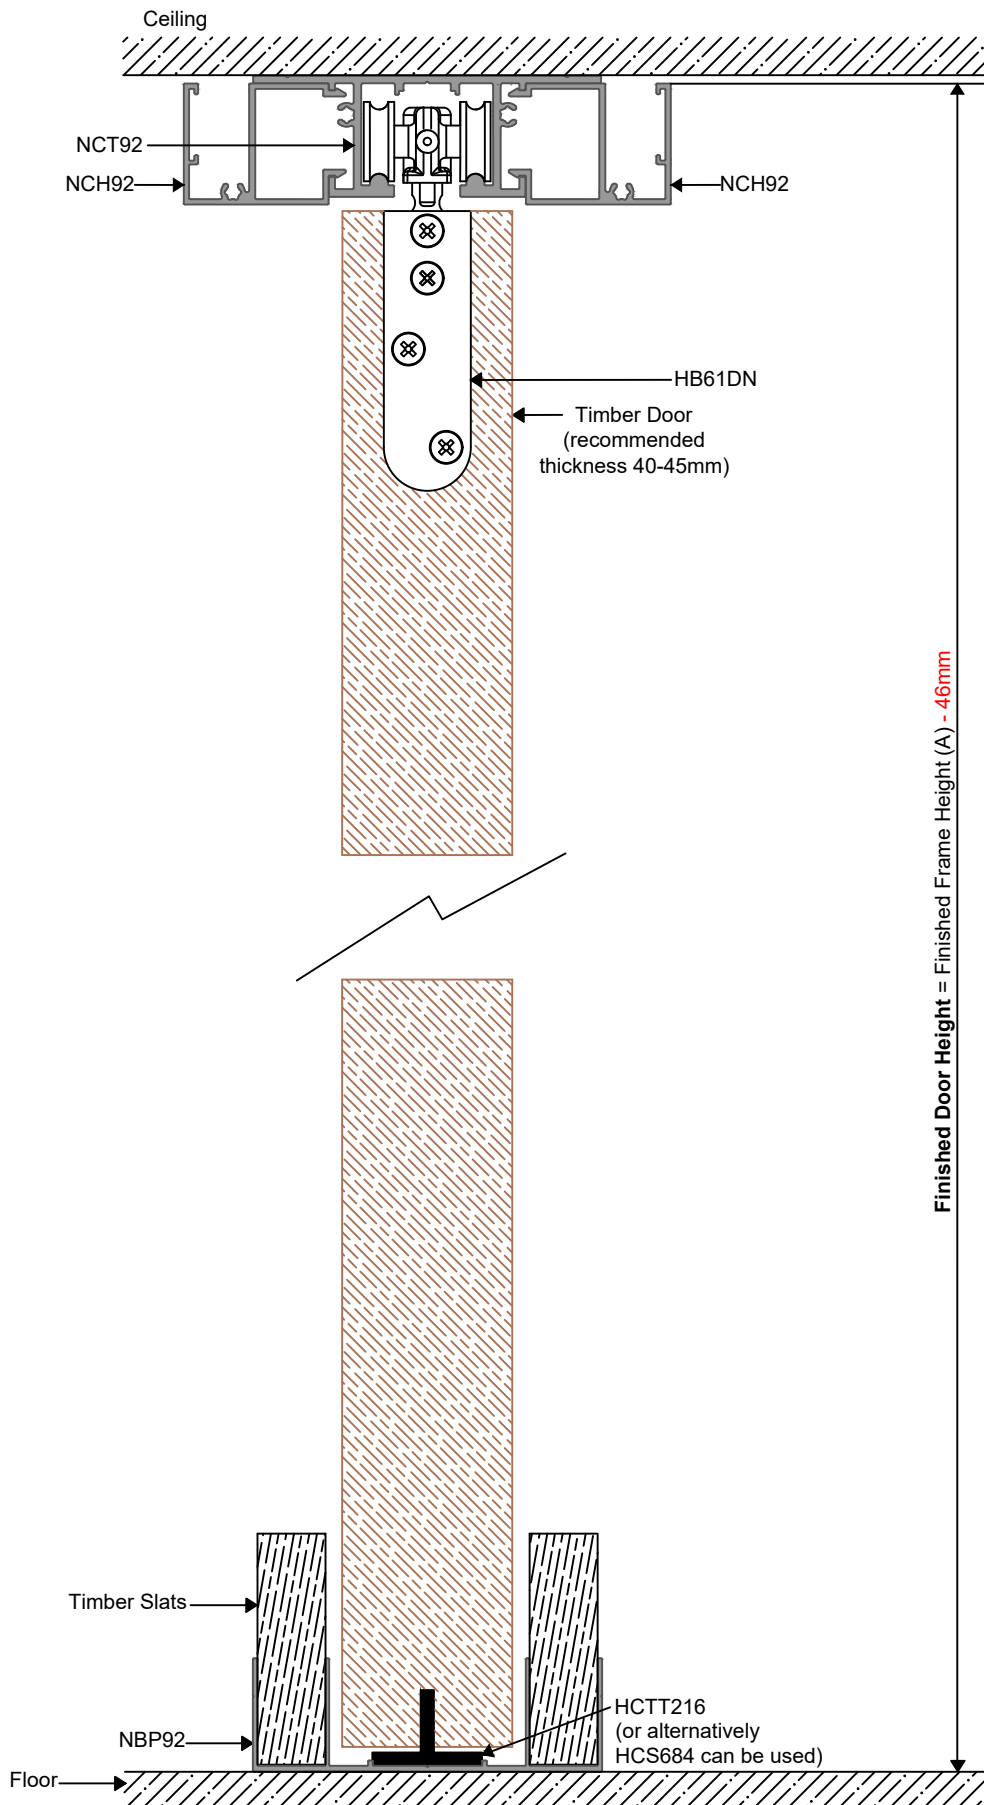 Ceiling
NCT92
NCH92
NCH92
HB61DN
Timber Door
(recommended
thickness 40-45mm)
Finished Door Height = Finished Frame Height (A) - 46mm
Timber Slats
NBP92
HCTT216
(or alternatively
HCS684 can be used)
Floor